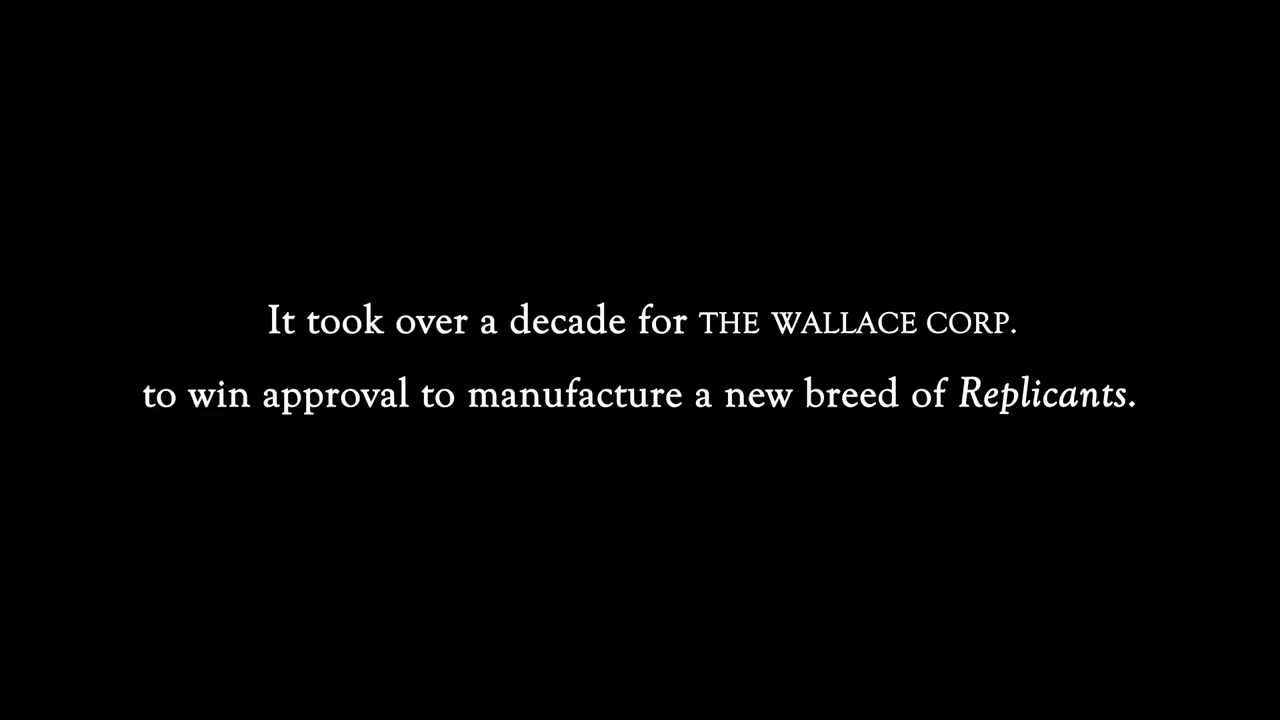 It took over a decade for THE WALLACE CORP.
to win approval to manufacture a new breed of Replicants.